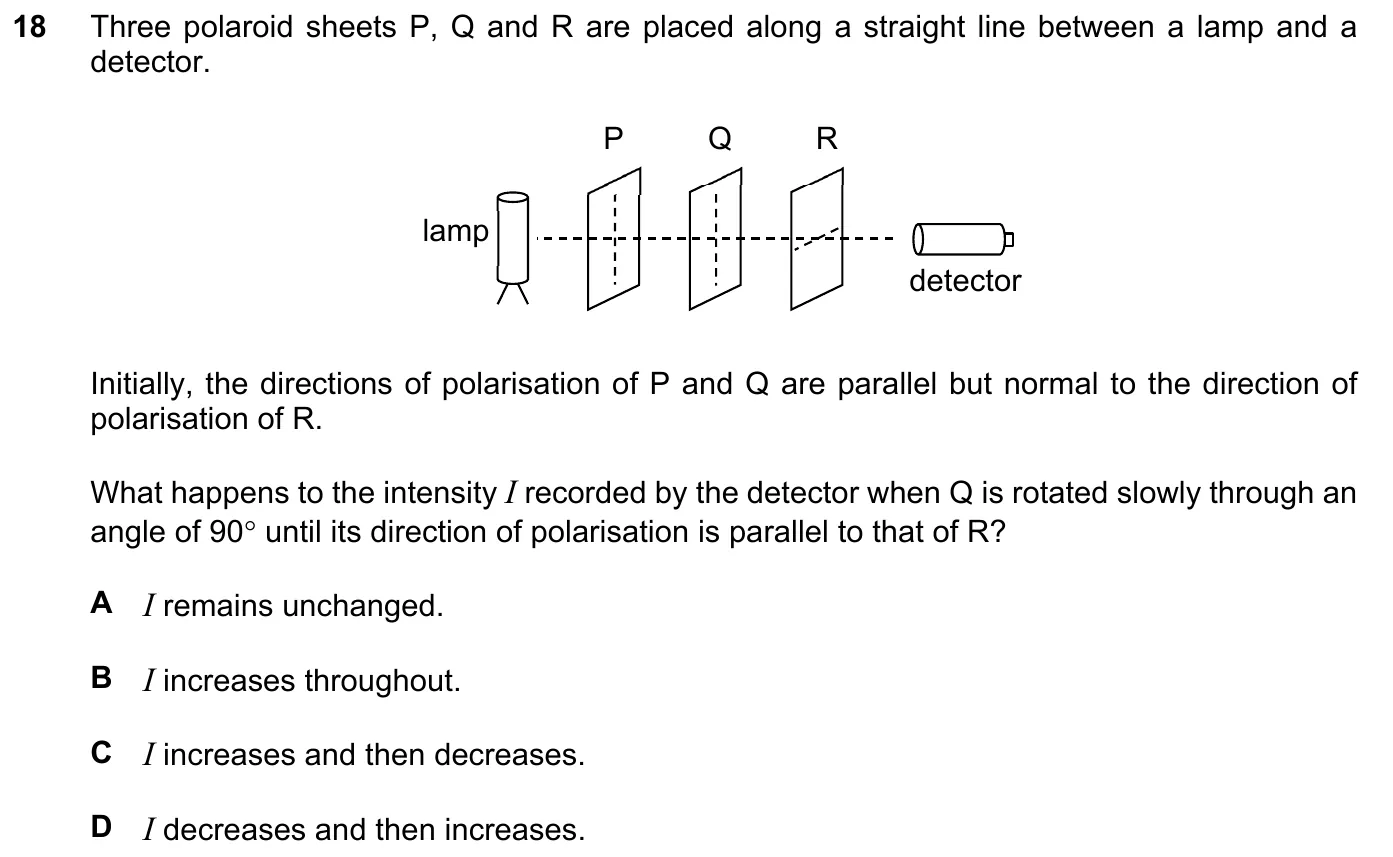 18 Three polaroid sheets P, Q and R are placed along a straight line between a lamp and a
detector.
P Q R
lamp
detector
Initially, the directions of polarisation of P and Q are parallel but normal to the direction of
polarisation of R.
What happens to the intensity I recorded by the detector when Q is rotated slowly through an
angle of 90° until its direction of polarisation is parallel to that of R?
A I remains unchanged.
B I increases throughout.
C I increases and then decreases.
D I decreases and then increases.